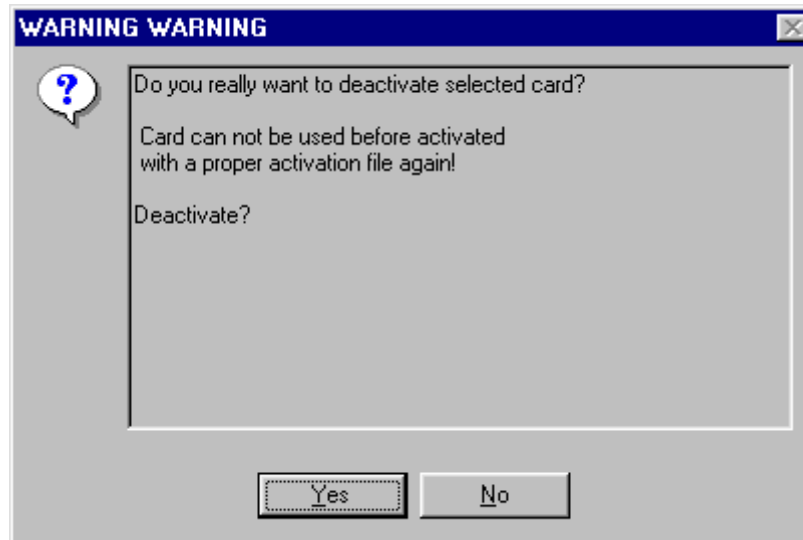 WARNING WARNING
Do you really want to deactivate selected card?
Card can not be used before activated
with a proper activation file again!
Deactivate?
Yes
No